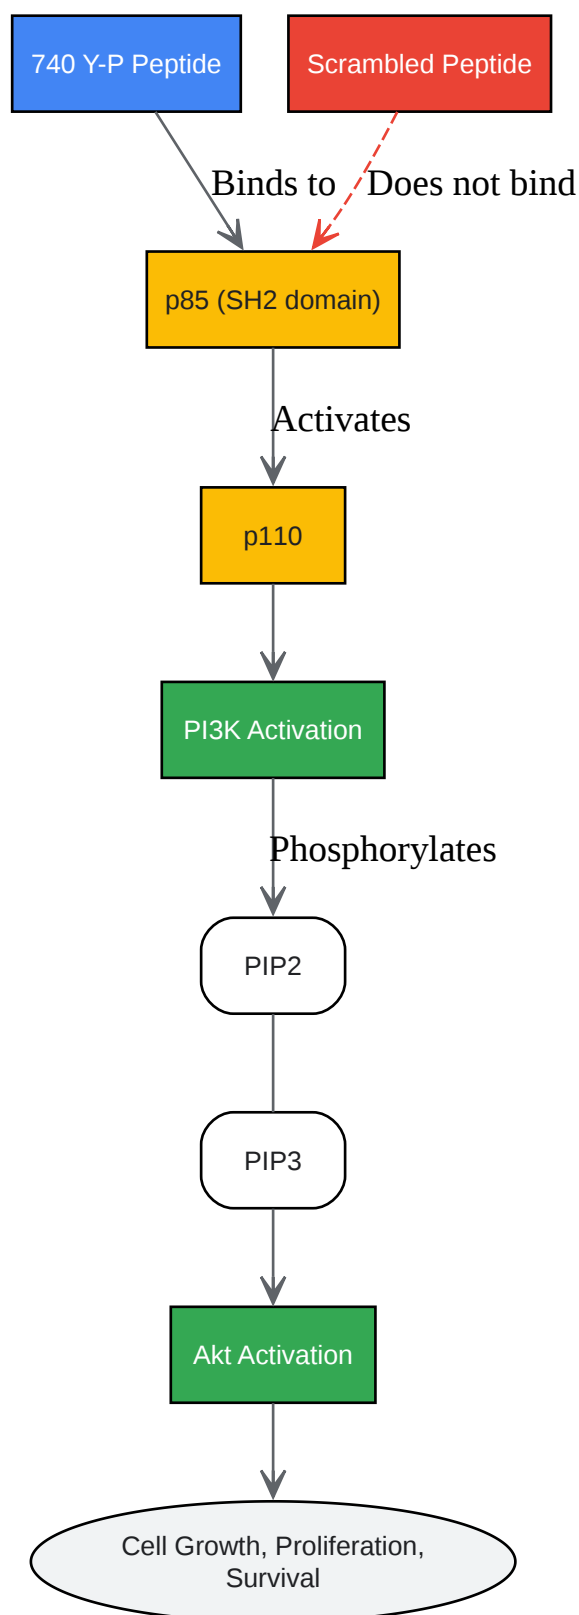 740 Y-P Peptide
Scrambled Peptide
Binds to
Does not bind
p85 (SH2 domain)
Activates
p110
PI3K Activation
Phosphorylates
PIP2
PIP3
Akt Activation
Cell Growth, Proliferation,
Survival